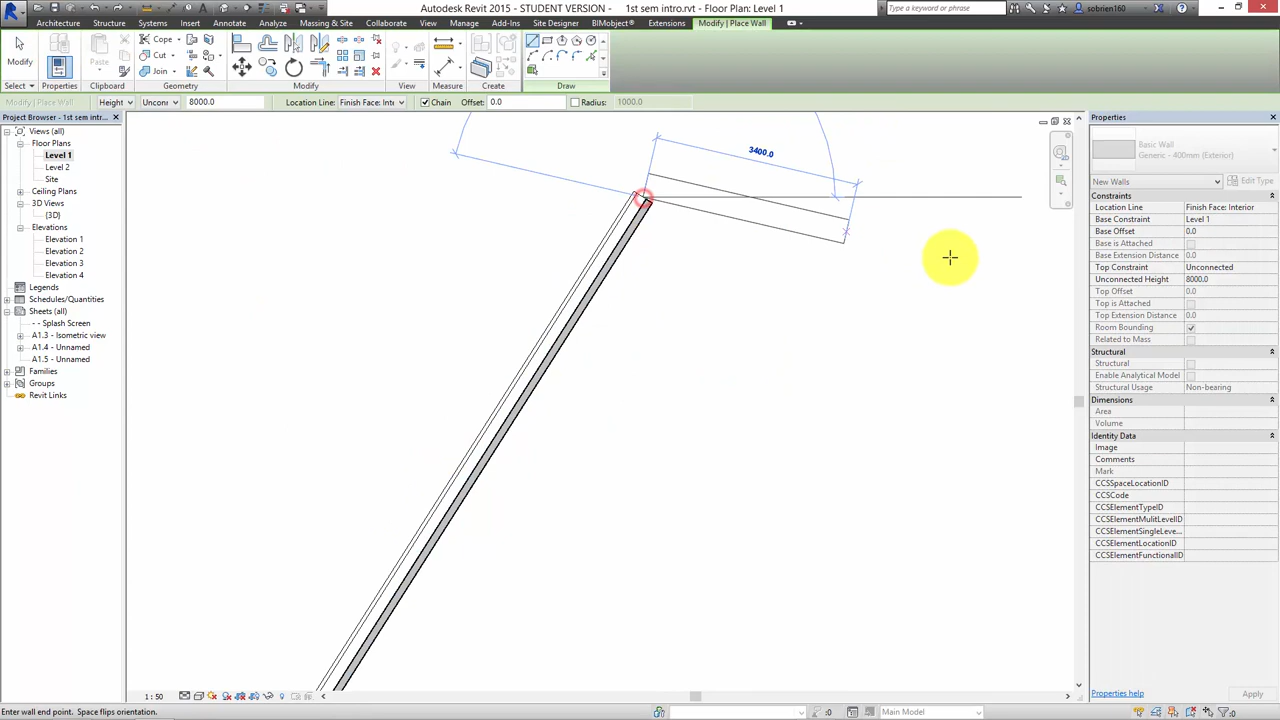 Autodesk Revit 2015 - STUDENT VERSION - 1st sem intro.rvt - Floor Plan: Level 1
Type a keyword or phrase
sobrien160
Architecture Structure Systems Insert Annotate Analyze Massing & Site Collaborate View Manage Add-Ins Site Designer BIMobject® Extensions Modify | Place Wall
Modify
Properties
Paste
Cope
Cut
Join
Select Properties Clipboard Geometry Modify View Measure Create Draw
Modify | Place Wall Height Uncon 8000.0 Location Line: Finish Face: Inte Chain Offset: 0.0 Radius: 1000.0
Project Browser - 1st sem intr...
Views (all)
Floor Plans
Level 1
Level 2
Site
Ceiling Plans
3D Views
{3D}
Elevations
Elevation 1
Elevation 2
Elevation 3
Elevation 4
Legends
Schedules/Quantities
Sheets (all)
- - Splash Screen
A1.3 - Isometric view
A1.4 - Unnamed
A1.5 - Unnamed
Families
Groups
Revit Links
3400.0
Properties
Basic Wall
Generic - 400mm (Exterior)
New Walls Edit Type
Constraints
Location Line Finish Face: Interior
Base Constraint Level 1
Base Offset 0.0
Base is Attached
Base Extension Distance 0.0
Top Constraint Unconnected
Unconnected Height 8000.0
Top Offset 0.0
Top is Attached
Top Extension Distance 0.0
Room Bounding
Related to Mass
Structural
Structural
Enable Analytical Model
Structural Usage Non-bearing
Dimensions
Area
Volume
Identity Data
Image
Comments
Mark
CCSSpaceLocationID
CCSCode
CCSElementTypeID
CCSElementMulitLevelID
CCSElementSingleLeve...
CCSElementLocationID
CCSElementFunctionalID
Properties help Apply
1 : 50
Enter wall end point. Space flips orientation.
:0
Main Model
:0